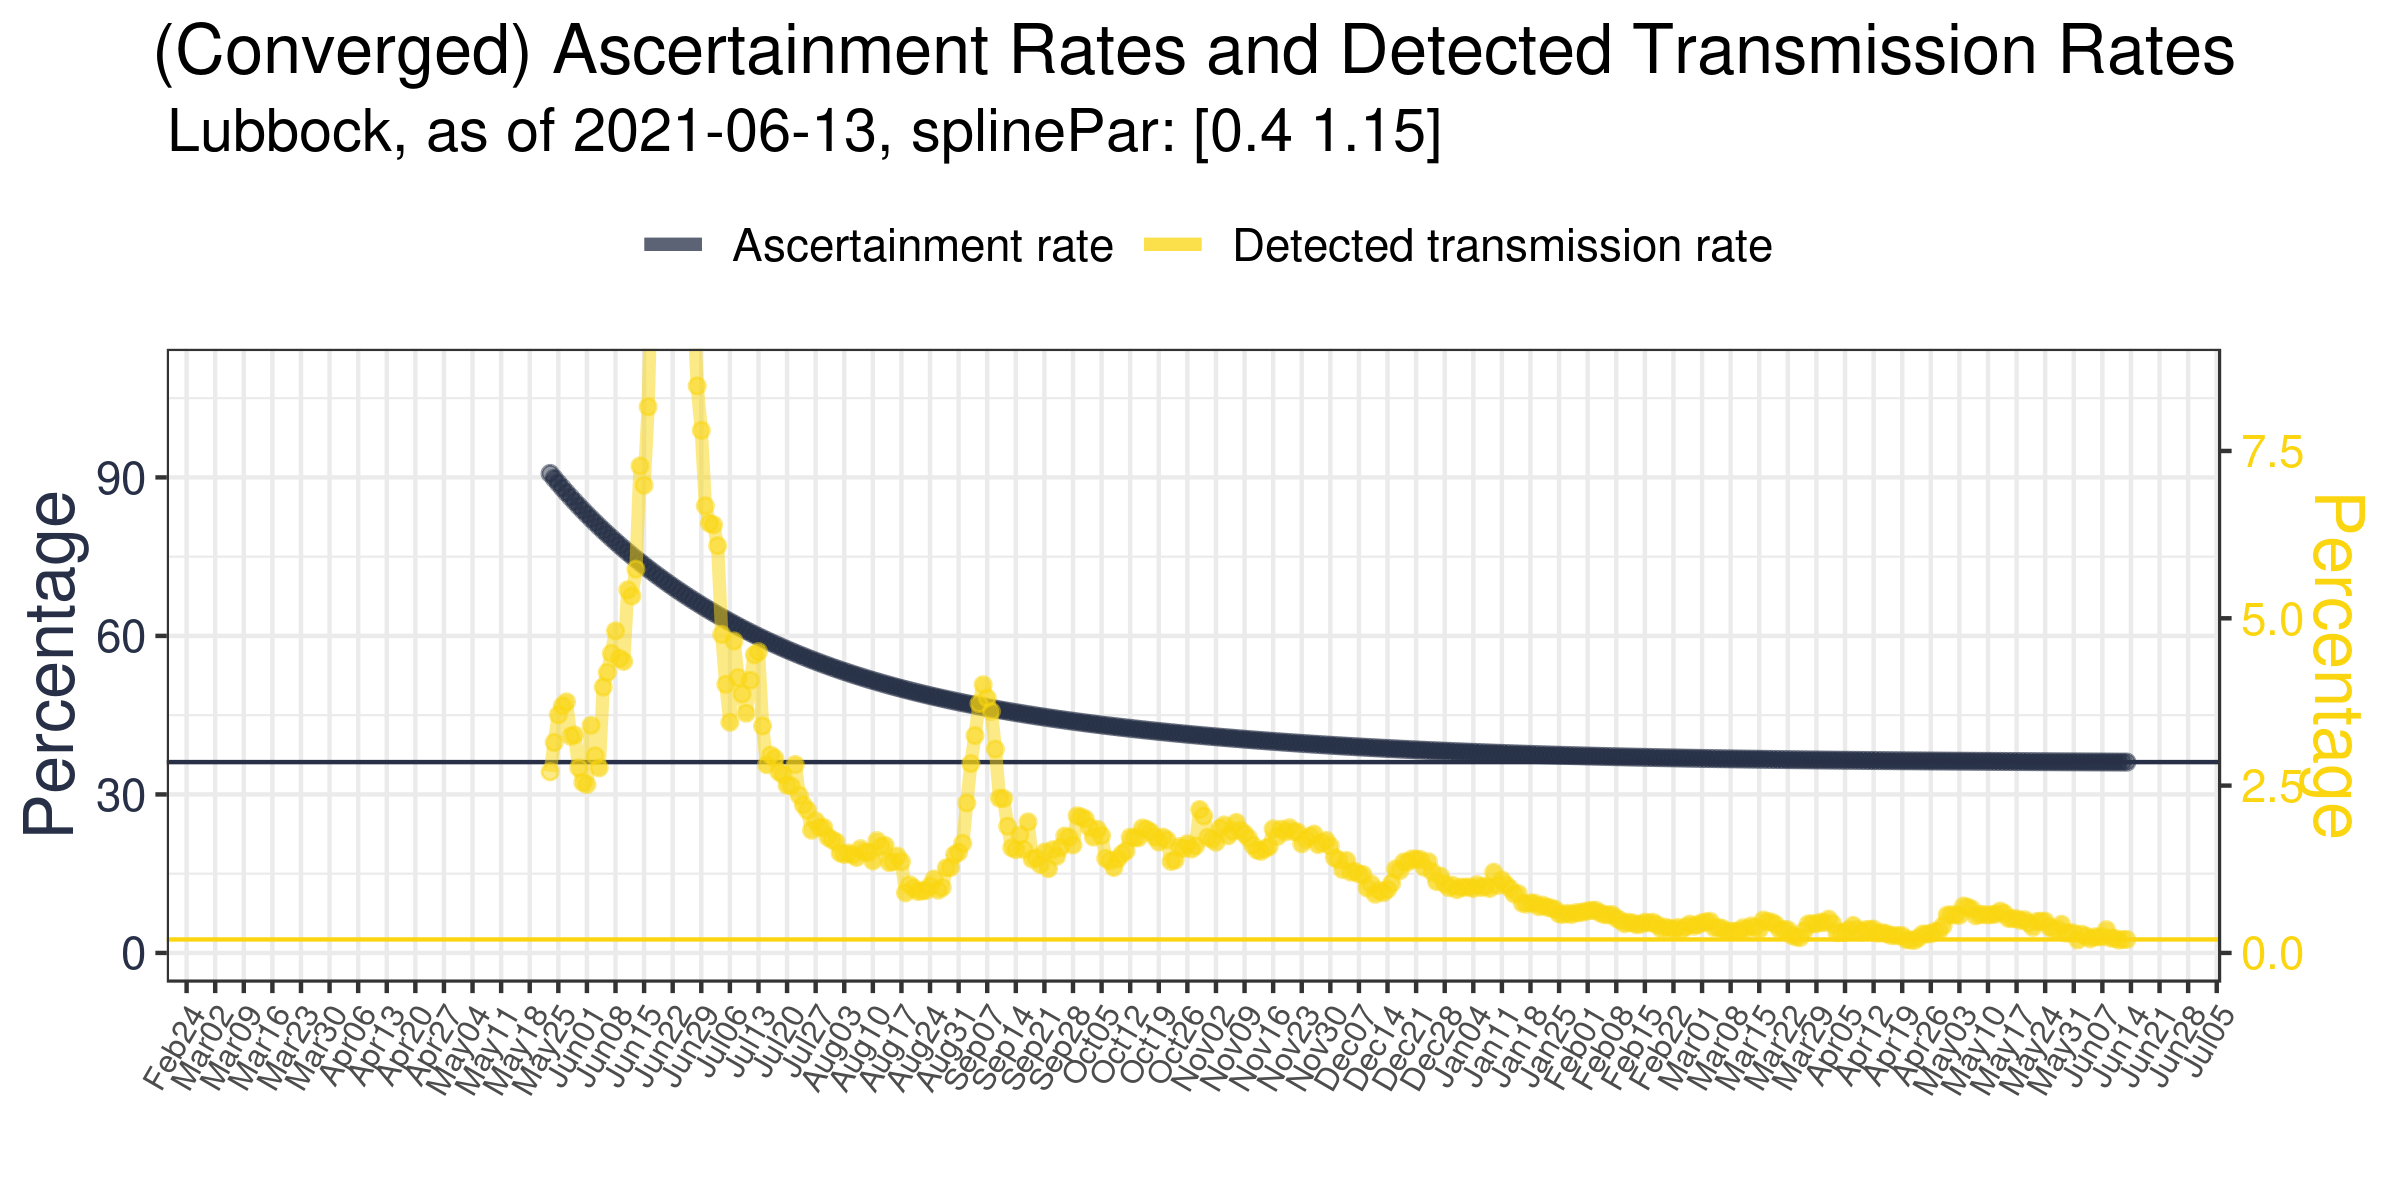 (Converged) Ascertainment Rates and Detected Transmission Rates
Lubbock, as of 2021-06-13, splinePar: [0.4 1.15]
Ascertainment rate
Detected transmission rate
Percentage
90
60
30
0
7.5
5.0
2.5
0.0
Percentage
Feb24
Mar02
Mar09
Mar16
Mar23
Mar30
Apr06
Apr13
Apr20
Apr27
May04
May11
May18
May25
Jun01
Jun08
Jun15
Jun22
Jun29
Jul06
Jul13
Jul20
Jul27
Aug03
Aug10
Aug17
Aug24
Aug31
Sep07
Sep14
Sep21
Sep28
Oct05
Oct12
Oct19
Oct26
Nov02
Nov09
Nov16
Nov23
Nov30
Dec07
Dec14
Dec21
Dec28
Jan04
Jan11
Jan18
Jan25
Feb01
Feb08
Feb15
Feb22
Mar01
Mar08
Mar15
Mar22
Mar29
Apr05
Apr12
Apr19
Apr26
May03
May10
May17
May24
May31
Jun07
Jun14
Jun21
Jun28
Jul05